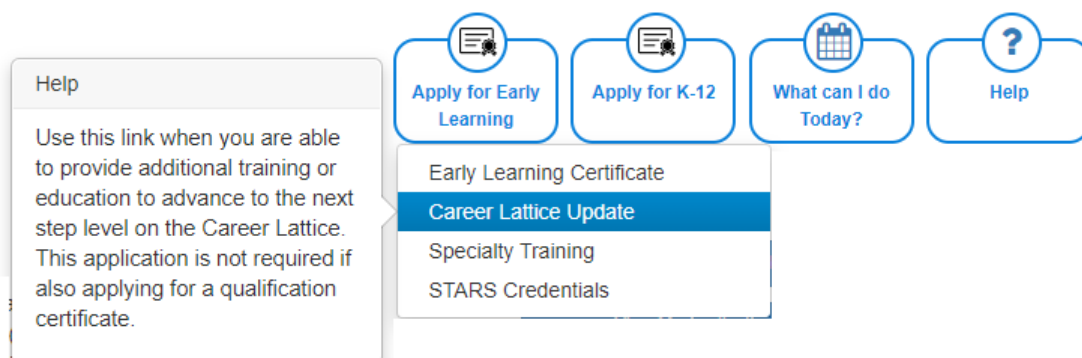 Apply for Early
Learning
Apply for K-12
What can I do
Today?
?
Help
Help
Use this link when you are able
to provide additional training or
education to advance to the next
step level on the Career Lattice.
This application is not required if
also applying for a qualification
certificate.
Early Learning Certificate
Career Lattice Update
Specialty Training
STARS Credentials